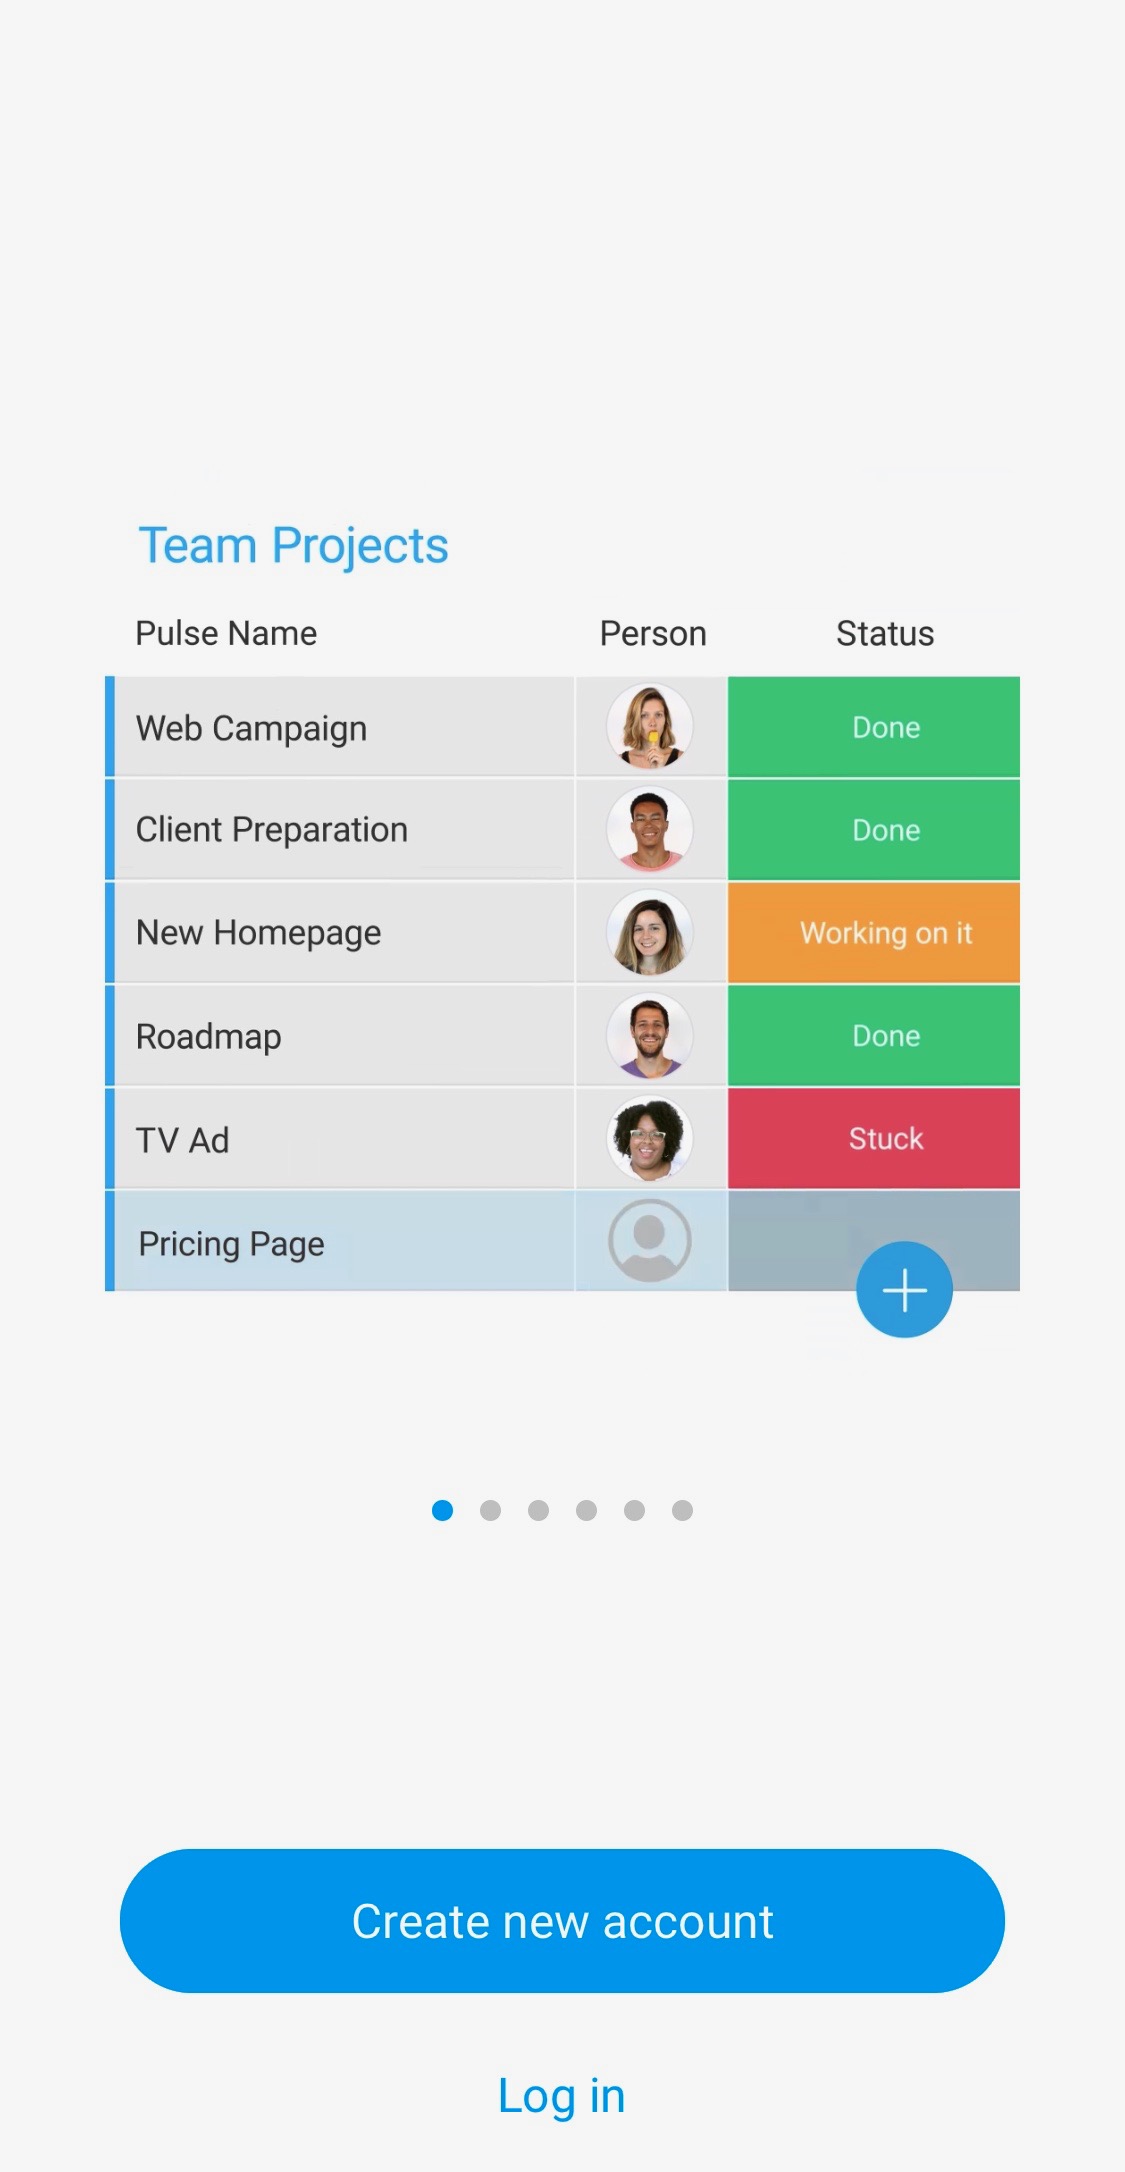 Team Projects
Pulse Name Person Status
Web Campaign Done
Client Preparation Done
New Homepage Working on it
Roadmap Done
TV Ad Stuck
Pricing Page
Create new account
Log in